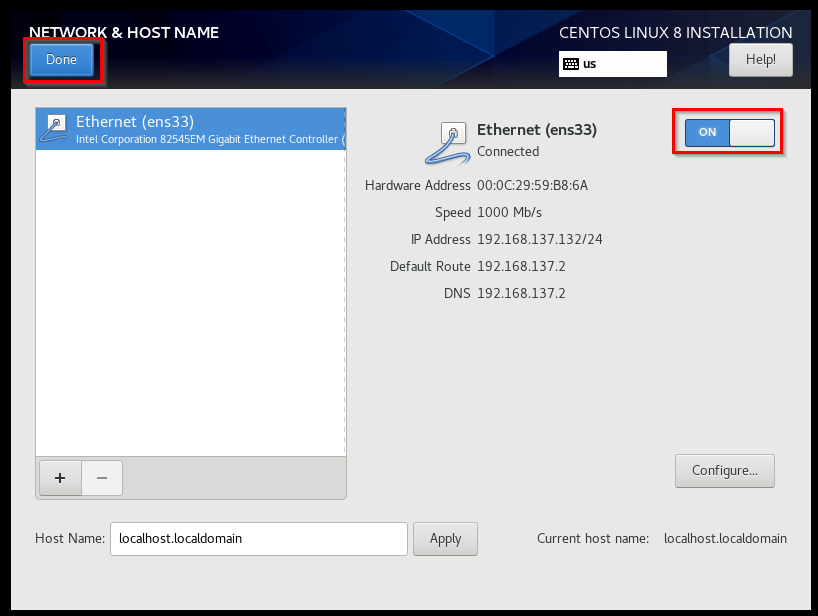 NETWORK & HOST NAME
CENTOS LINUX 8 INSTALLATION
Done
us
Help!
Ethernet (ens33)
Intel Corporation 82545EM Gigabit Ethernet Controller (
Ethernet (ens33)
Connected
ON
Hardware Address 00:0C:29:59:B8:6A
Speed 1000 Mb/s
IP Address 192.168.137.132/24
Default Route 192.168.137.2
DNS 192.168.137.2
+ −
Configure...
Host Name: localhost.localdomain Apply Current host name: localhost.localdomain